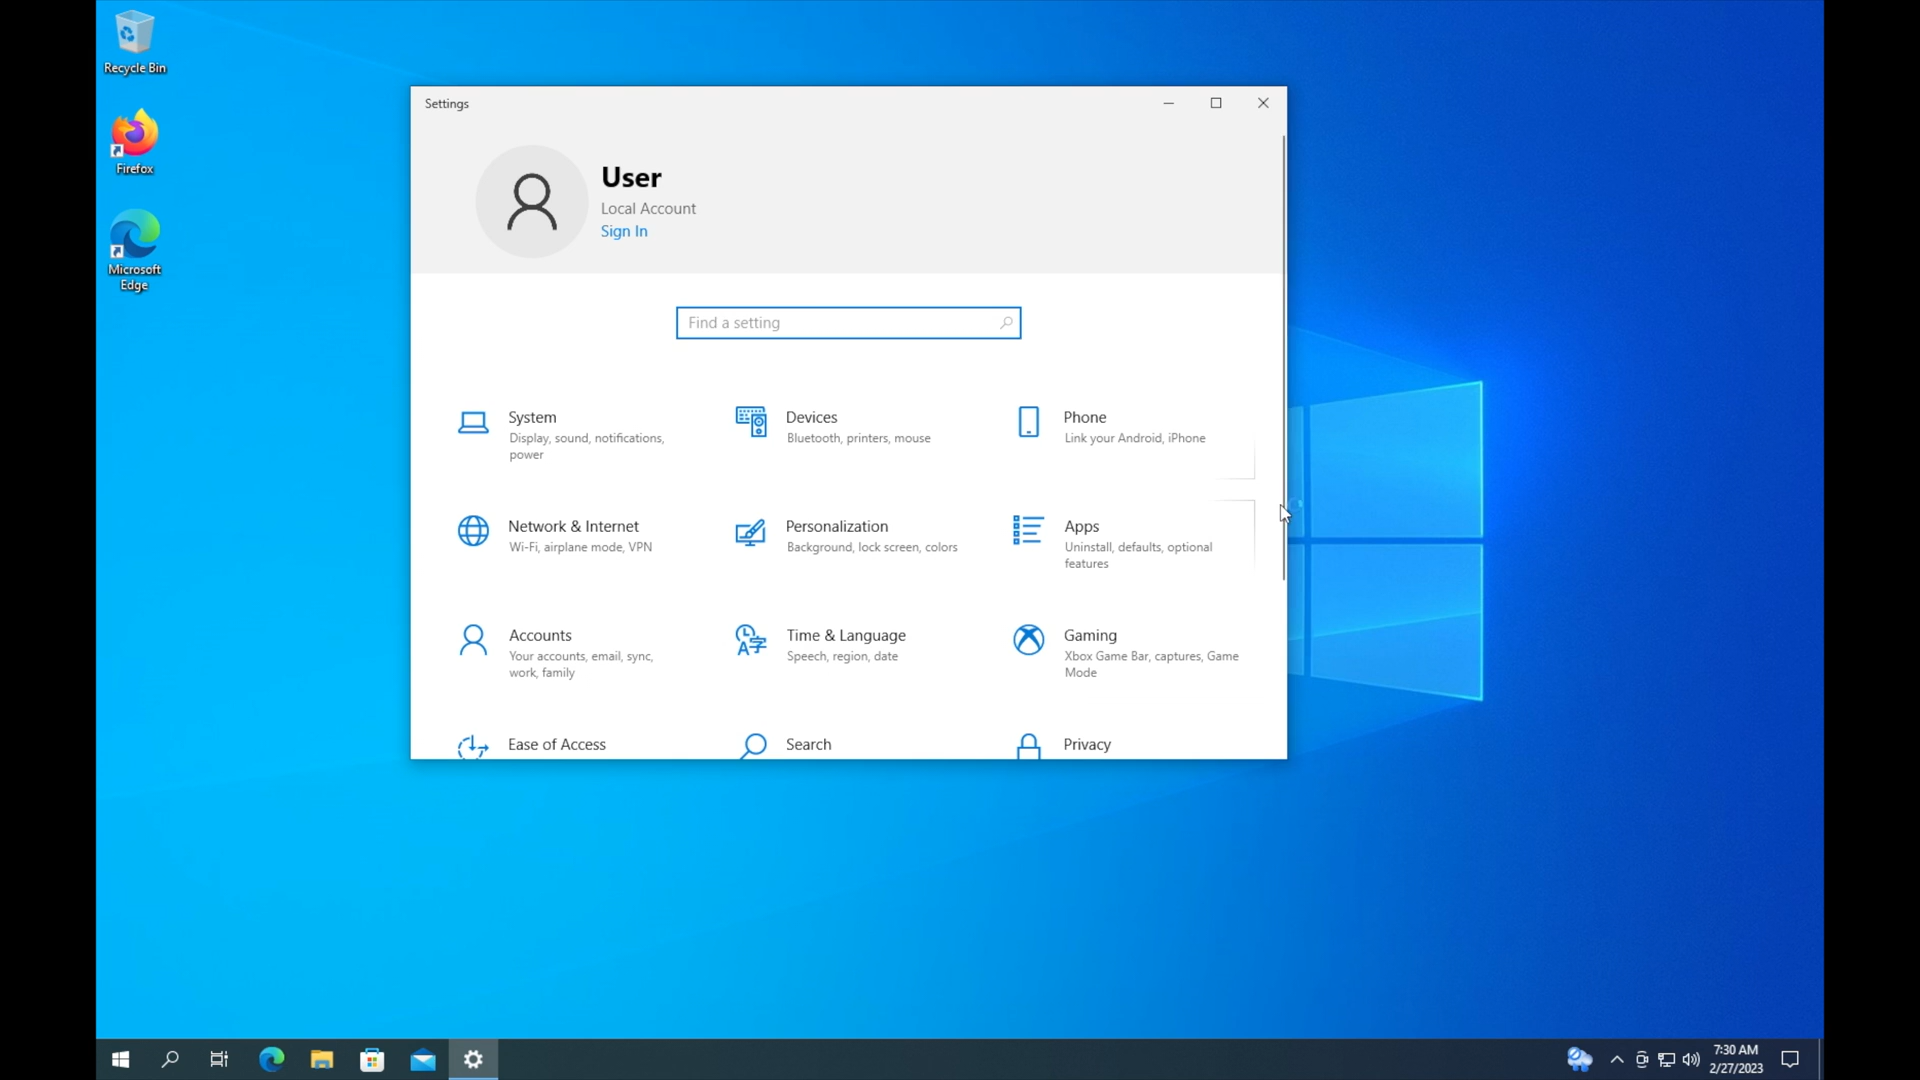 Recycle Bin
Firefox
Microsoft
Edge
Settings
User
Local Account
Sign In
Find a setting
System
Display, sound, notifications,
power
Devices
Bluetooth, printers, mouse
Phone
Link your Android, iPhone
Network & Internet
Wi-Fi, airplane mode, VPN
Personalization
Background, lock screen, colors
Apps
Uninstall, defaults, optional
features
Accounts
Your accounts, email, sync,
work, family
Time & Language
Speech, region, date
Gaming
Xbox Game Bar, captures, Game
Mode
Ease of Access
Search
Privacy
7:30 AM
2/27/2023